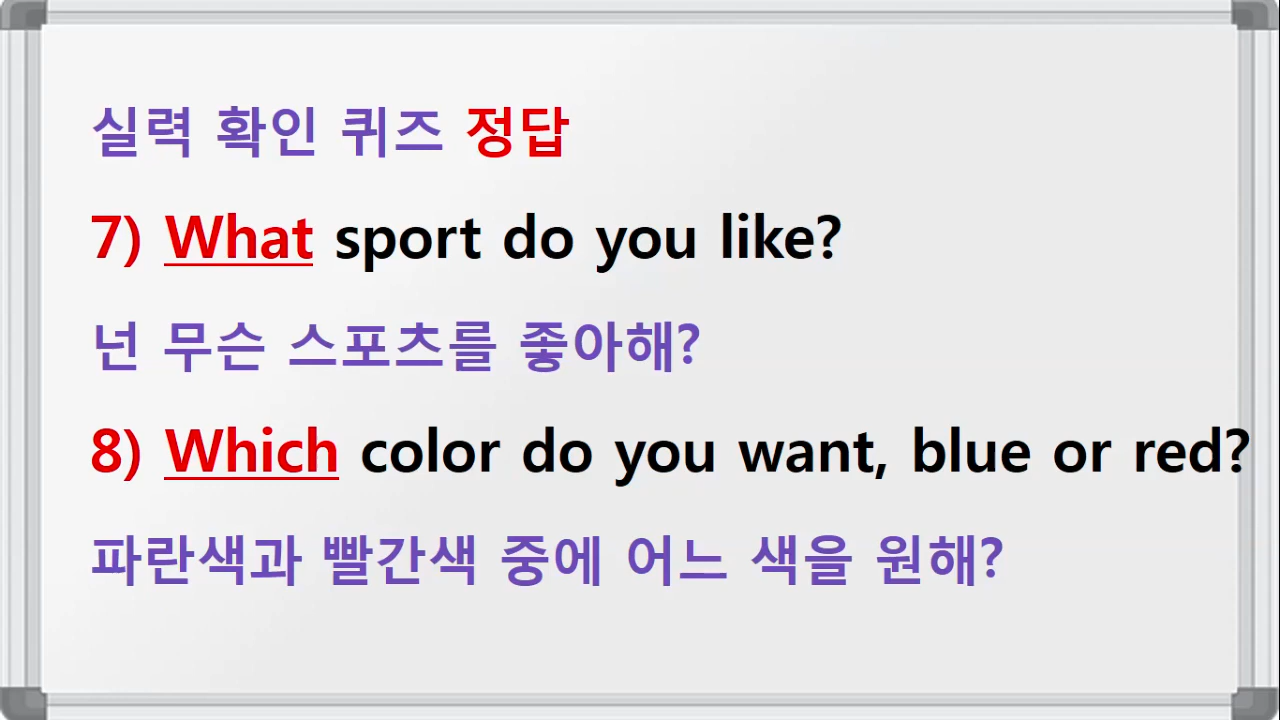 실력 확인 퀴즈 정답
7) What sport do you like?
넌 무슨 스포츠를 좋아해?
8) Which color do you want, blue or red?
파란색과 빨간색 중에 어느 색을 원해?